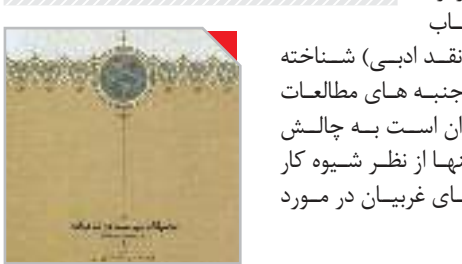 ـاب
نقـد ادبـی) شـناخته
جنبـه هـای مطالعـات
ان اسـت بـه چالـش
نهـا از نظـر شـیوه کار
ـای غربیـان در مـورد